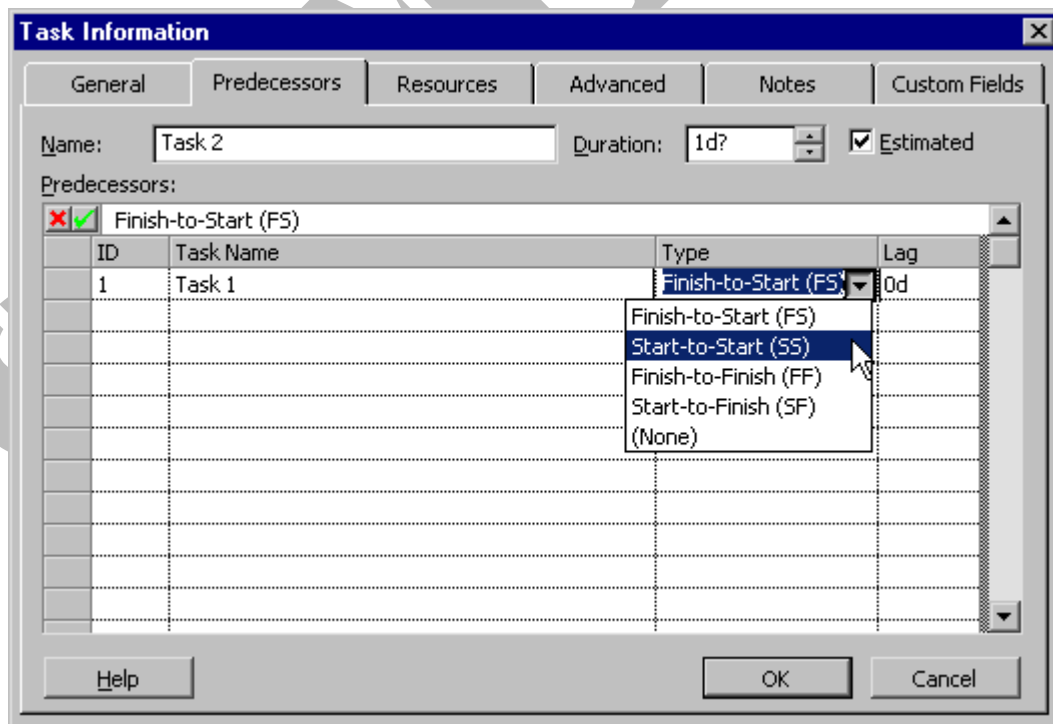 Task Information
General Predecessors Resources Advanced Notes Custom Fields
Name: Task 2 Duration: 1d? Estimated
Predecessors:
Finish-to-Start (FS)
ID Task Name Type Lag
1 Task 1 Finish-to-Start (FS) 0d
Finish-to-Start (FS)
Start-to-Start (SS)
Finish-to-Finish (FF)
Start-to-Finish (SF)
(None)
Help OK Cancel